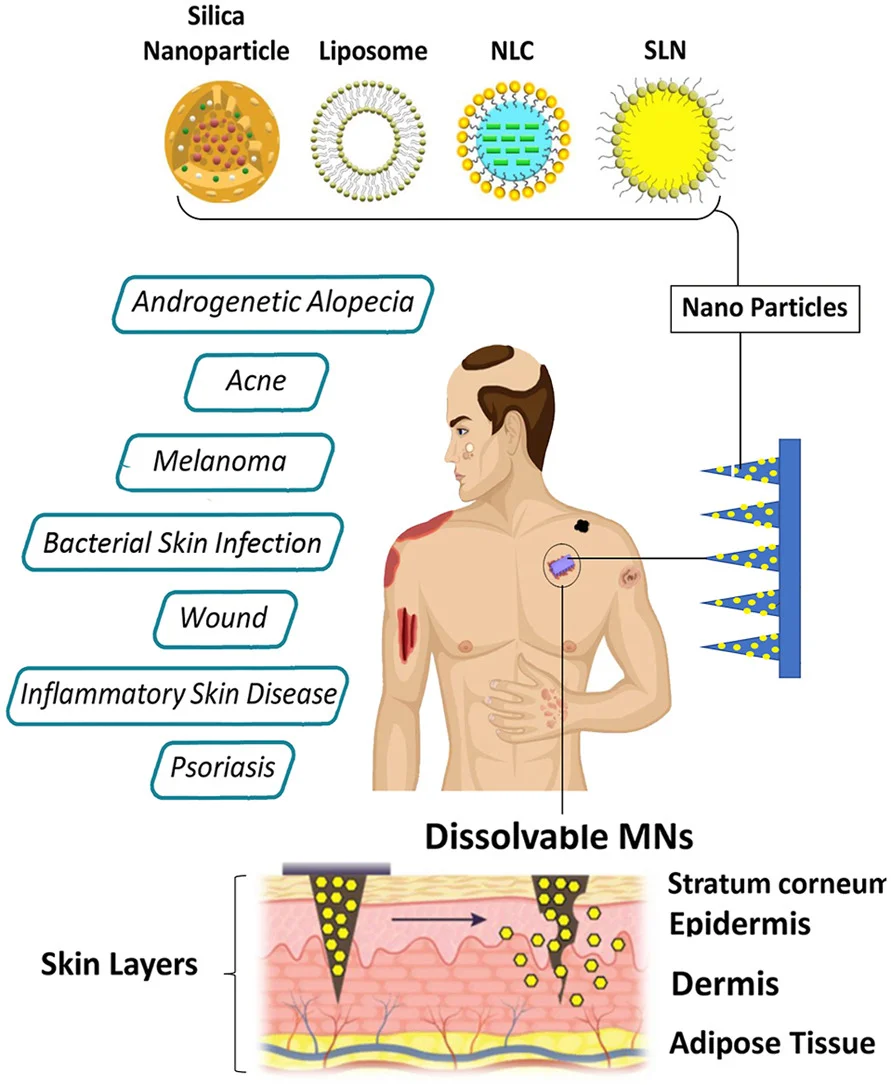 Silica
Nanoparticle
Liposome
NLC
SLN
Nano Particles
Androgenetic Alopecia
Acne
Melanoma
Bacterial Skin Infection
Wound
Inflammatory Skin Disease
Psoriasis
Dissolvable MNs
Skin Layers
Stratum corneum
Epidermis
Dermis
Adipose Tissue